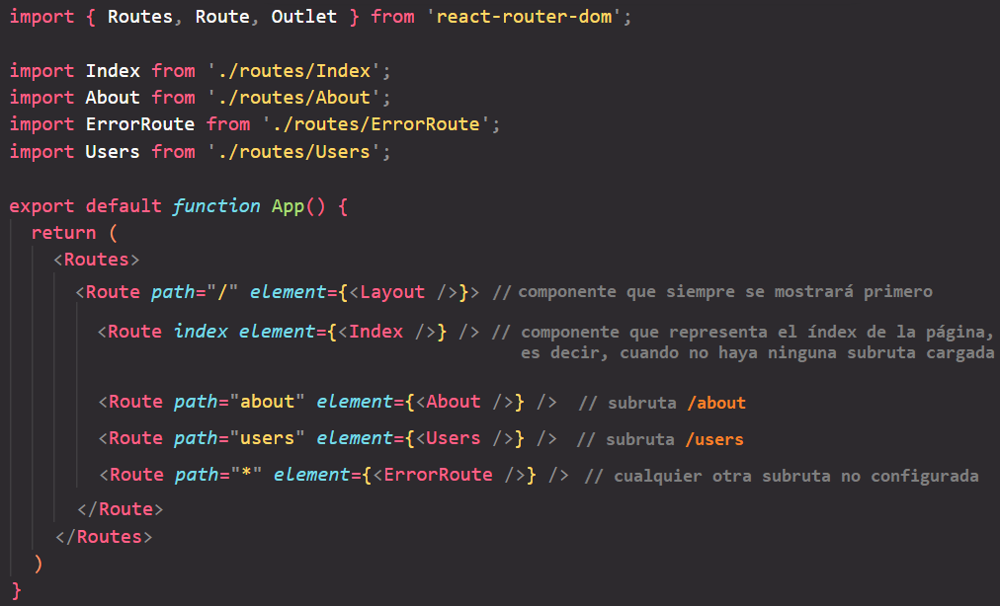 import { Routes, Route, Outlet } from 'react-router-dom';
import Index from './routes/Index';
import About from './routes/About';
import ErrorRoute from './routes/ErrorRoute';
import Users from './routes/Users';
export default function App() {
return (
<Routes>
<Route path="/" element={<Layout />}> // componente que siempre se mostrará primero
<Route index element={<Index />} /> // componente que representa el índex de la página,
es decir, cuando no haya ninguna subruta cargada
<Route path="about" element={<About />} /> // subruta /about
<Route path="users" element={<Users />} /> // subruta /users
<Route path="*" element={<ErrorRoute />} /> // cualquier otra subruta no configurada
</Route>
</Routes>
)
}